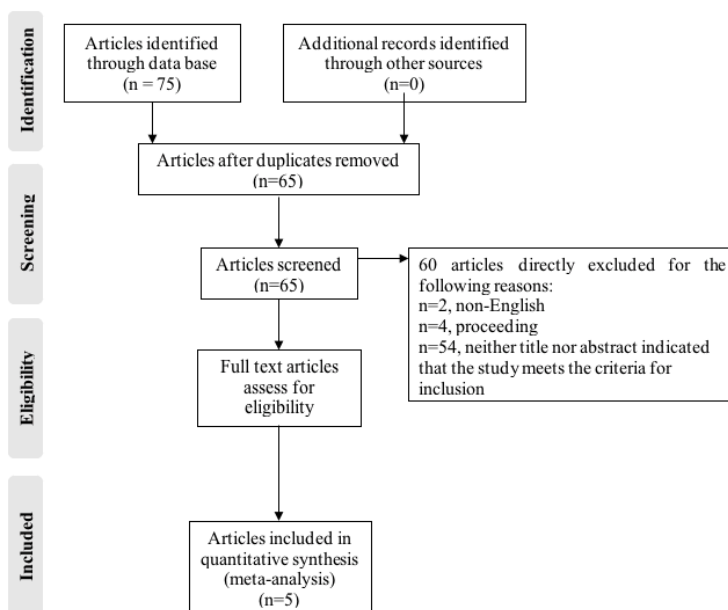 Identification
Articles identified
through data base
(n = 75)
Additional records identified
through other sources
(n=0)
Articles after duplicates removed
(n=65)
Screening
Articles screened
(n=65)
60 articles directly excluded for the
following reasons:
n=2, non-English
n=4, proceeding
n=54, neither title nor abstract indicated
that the study meets the criteria for
inclusion
Eligibility
Full text articles
assess for
eligibility
Included
Articles included in
quantitative synthesis
(meta-analysis)
(n=5)